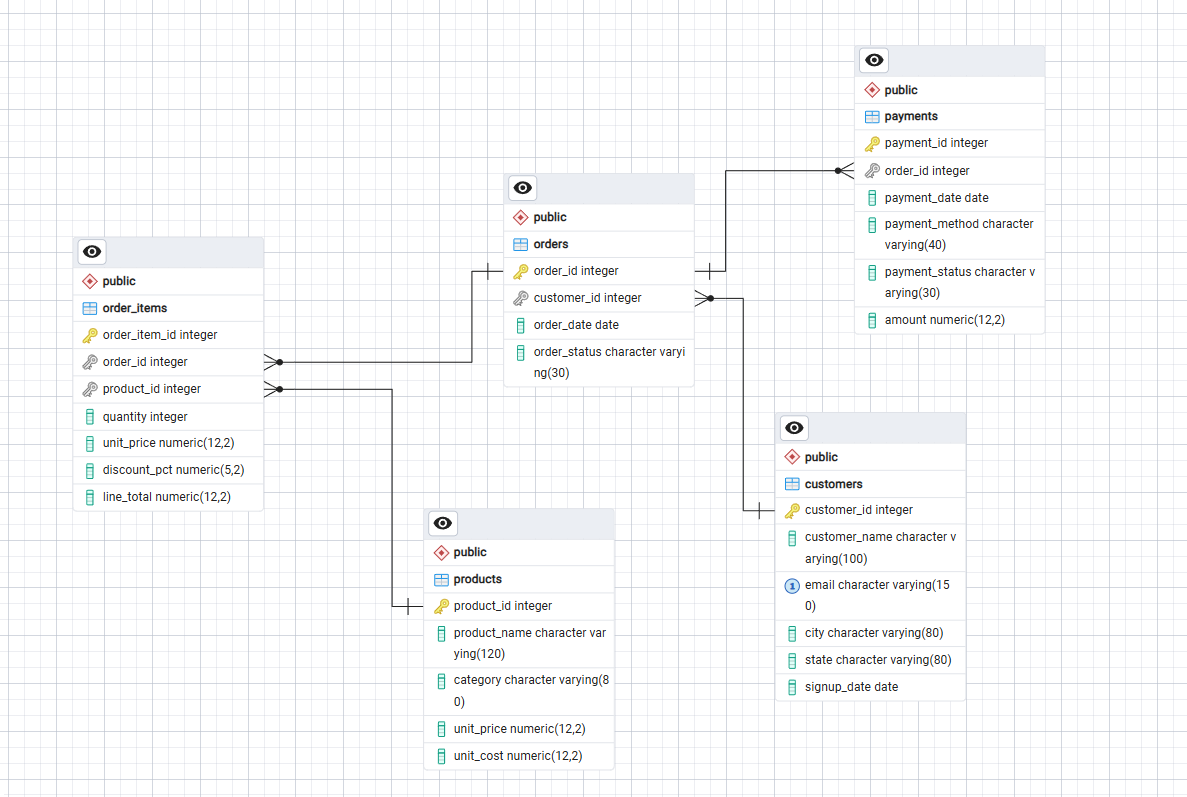 public
payments
payment_id integer
order_id integer
payment_date date
payment_method character
varying(40)
payment_status character v
arying(30)
amount numeric(12,2)
public
orders
order_id integer
customer_id integer
order_date date
order_status character varyi
ng(30)
public
order_items
order_item_id integer
order_id integer
product_id integer
quantity integer
unit_price numeric(12,2)
discount_pct numeric(5,2)
line_total numeric(12,2)
public
customers
customer_id integer
customer_name character v
arying(100)
1
email character varying(15
0)
city character varying(80)
state character varying(80)
signup_date date
public
products
product_id integer
product_name character var
ying(120)
category character varying(8
0)
unit_price numeric(12,2)
unit_cost numeric(12,2)